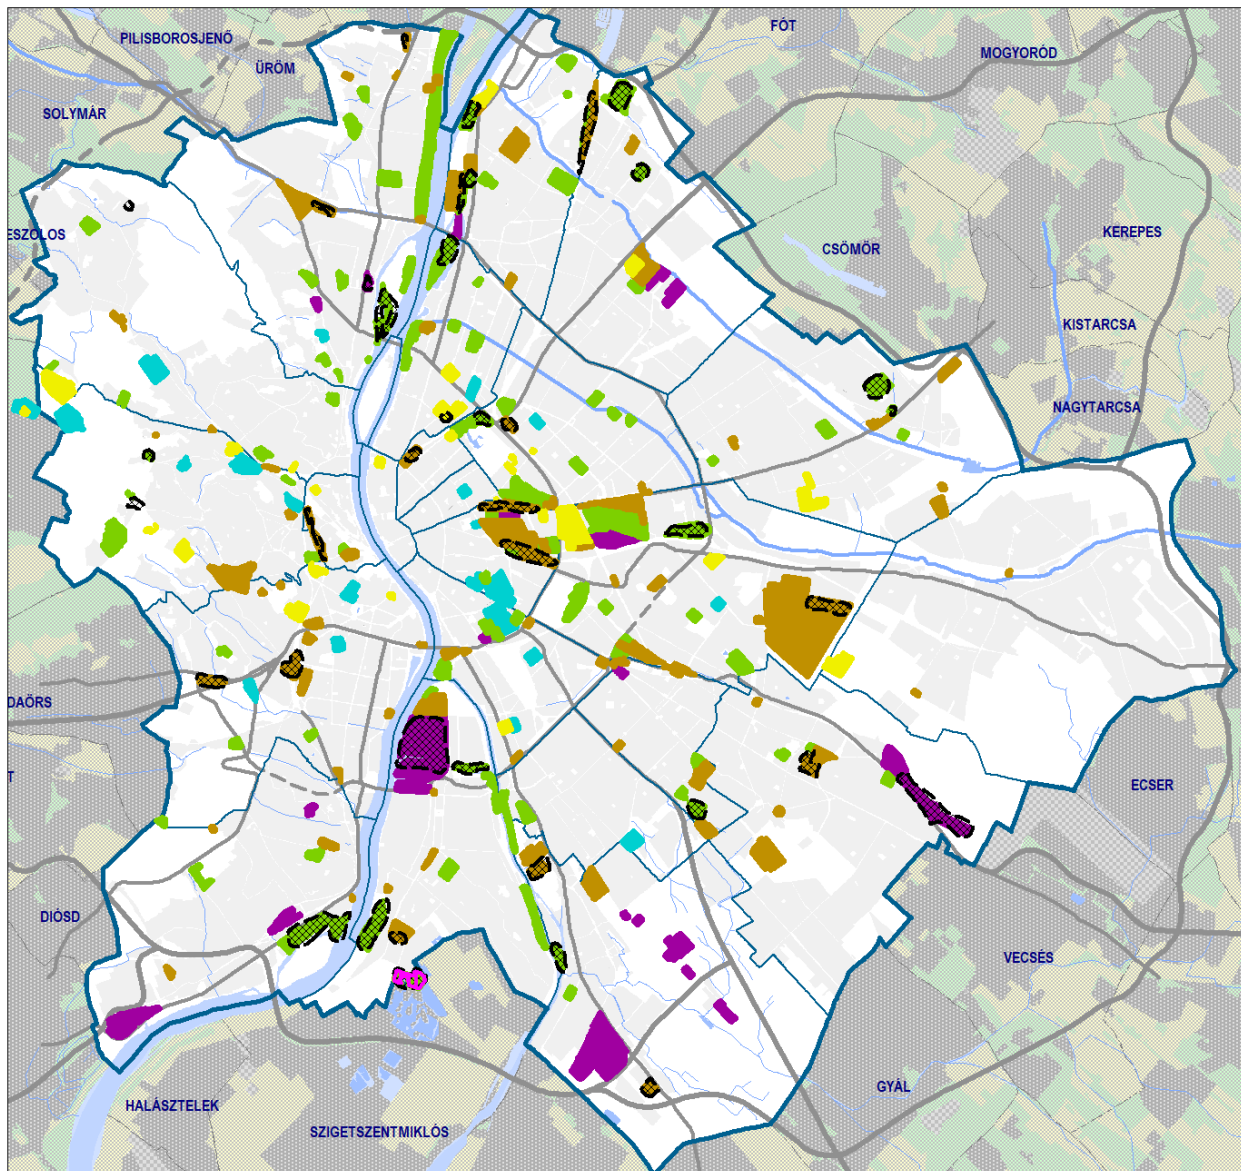 FÓT
PILISBOROSJENŐ
MOGYORÓD
ÜRÖM
SOLYMÁR
KEREPES
ESZOLOS
CSÖMÖR
KISTARCSA
NAGYTARCSA
DAÖRS
T
ECSER
DIÓSD
VECSÉS
GYÁL
HALÁSZTELEK
SZIGETSZENTMIKLÓS